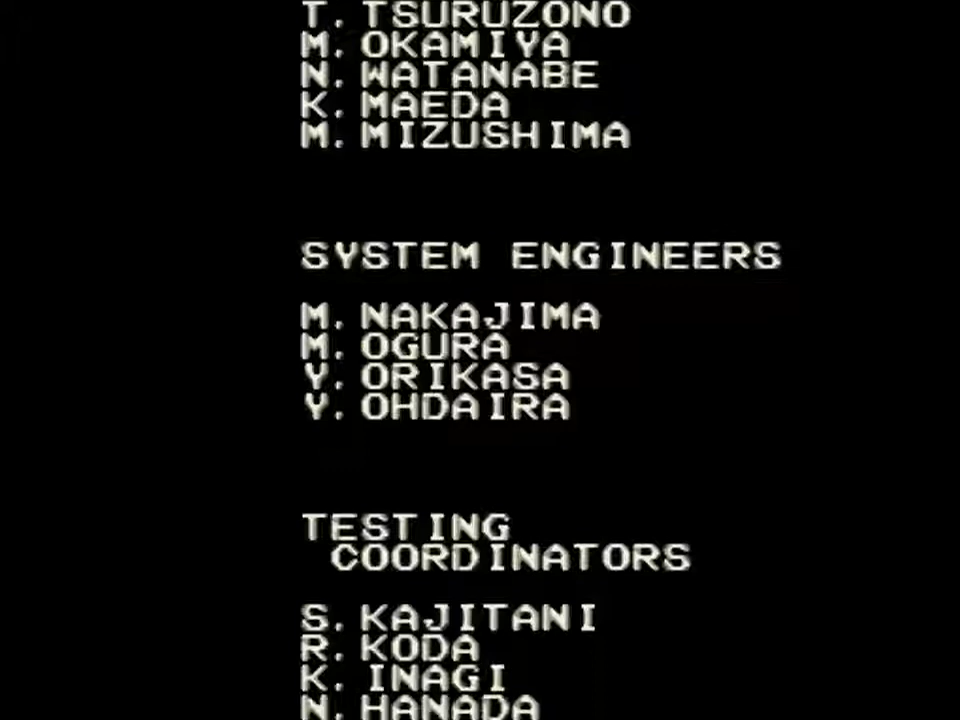 T. TSURUZONO
M. OKAMIYA
N. WATANABE
K. MAEDA
M. MIZUSHIMA
SYSTEM ENGINEERS
M. NAKAJIMA
M. OGURA
Y. ORIKASA
Y. OHDAIRA
TESTING
COORDINATORS
S. KAJITANI
R. KODA
K. INAGI
N. HANADA